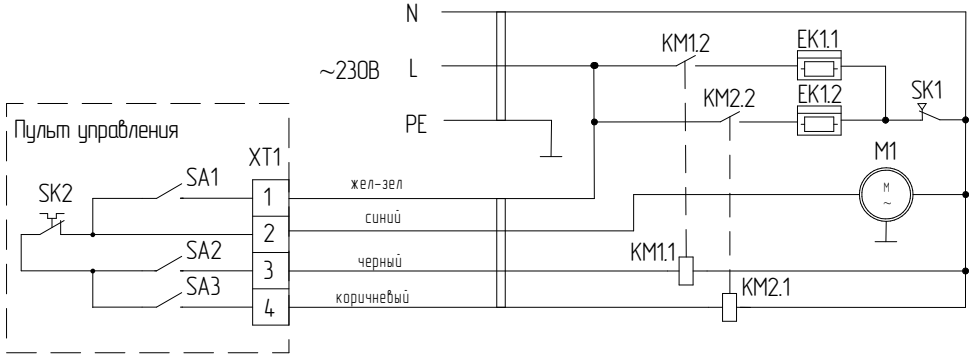 N
~230В L
PE
KM1.2
EK1.1
KM2.2
EK1.2
SK1
M1
M
~
Пульт управления
XT1
SK2
SA1
1
жел-зел
2
синий
SA2
3
черный
KM1.1
SA3
4
коричневый
KM2.1